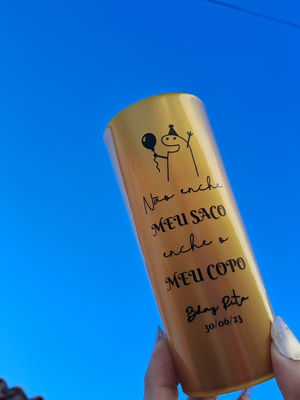 Não enche
MEU SACO
enche o
MEU COPO
Bday Rita
30/06/23